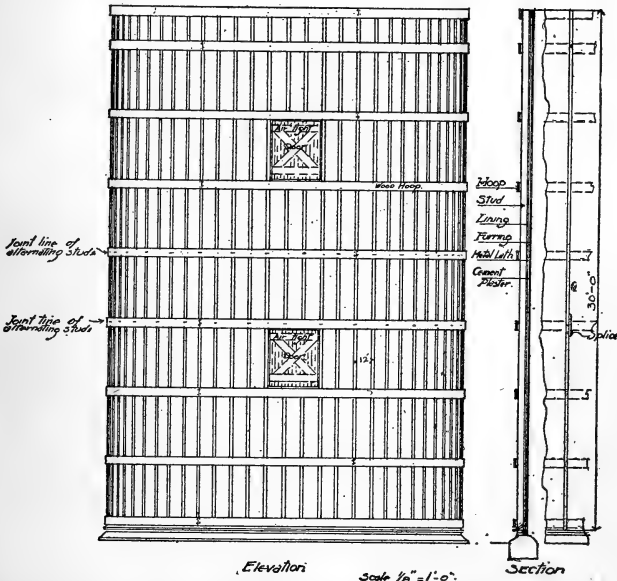 Air tight
Door
Wood Hoop.
Joint line of
alternating studs
Joint line of
alternating studs
Air tight
Door
12"
Hoop
Stud
Lining
Furring
Metal Lath
Cement
Plaster.
30'-0"
Splice
Elevation
Scale 1/8" = 1'-0"
Section